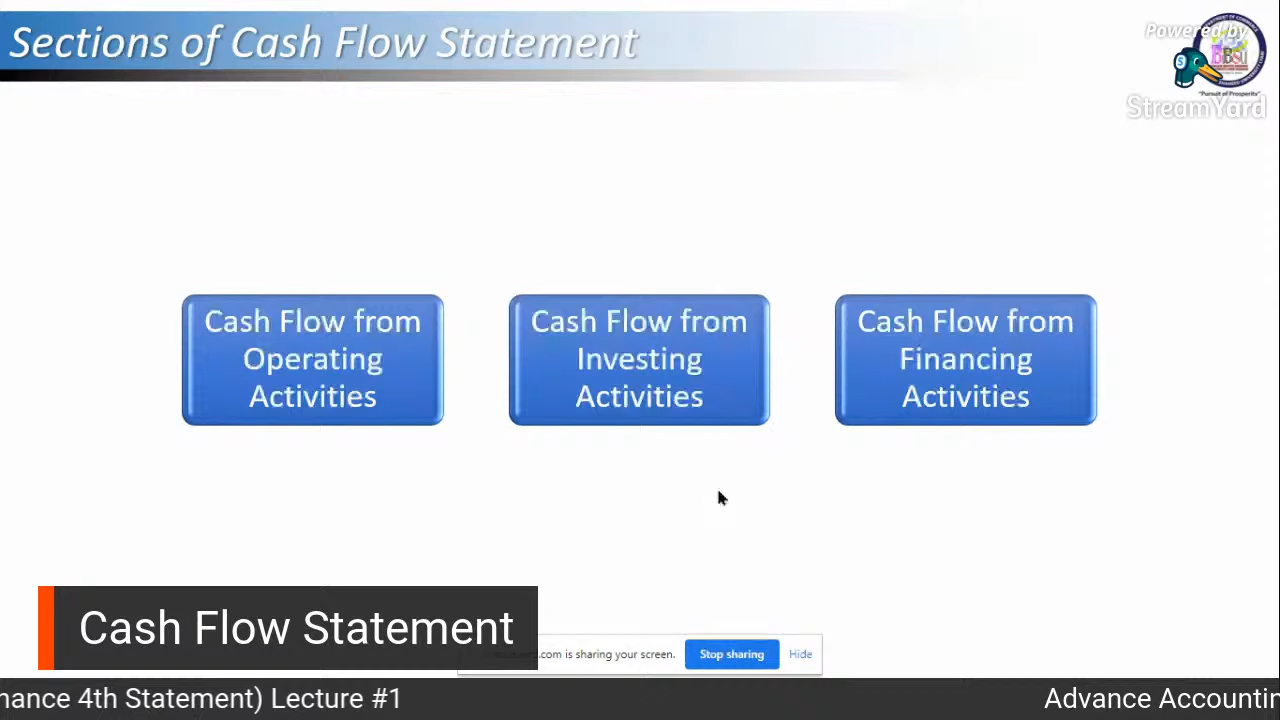 Sections of Cash Flow Statement
Powered by
StreamYard
"Pursuit of Prosperity"
Cash Flow from
Operating
Activities
Cash Flow from
Investing
Activities
Cash Flow from
Financing
Activities
Cash Flow Statement
.com is sharing your screen.
Stop sharing
Hide
nance 4th Statement) Lecture #1
Advance Accountin